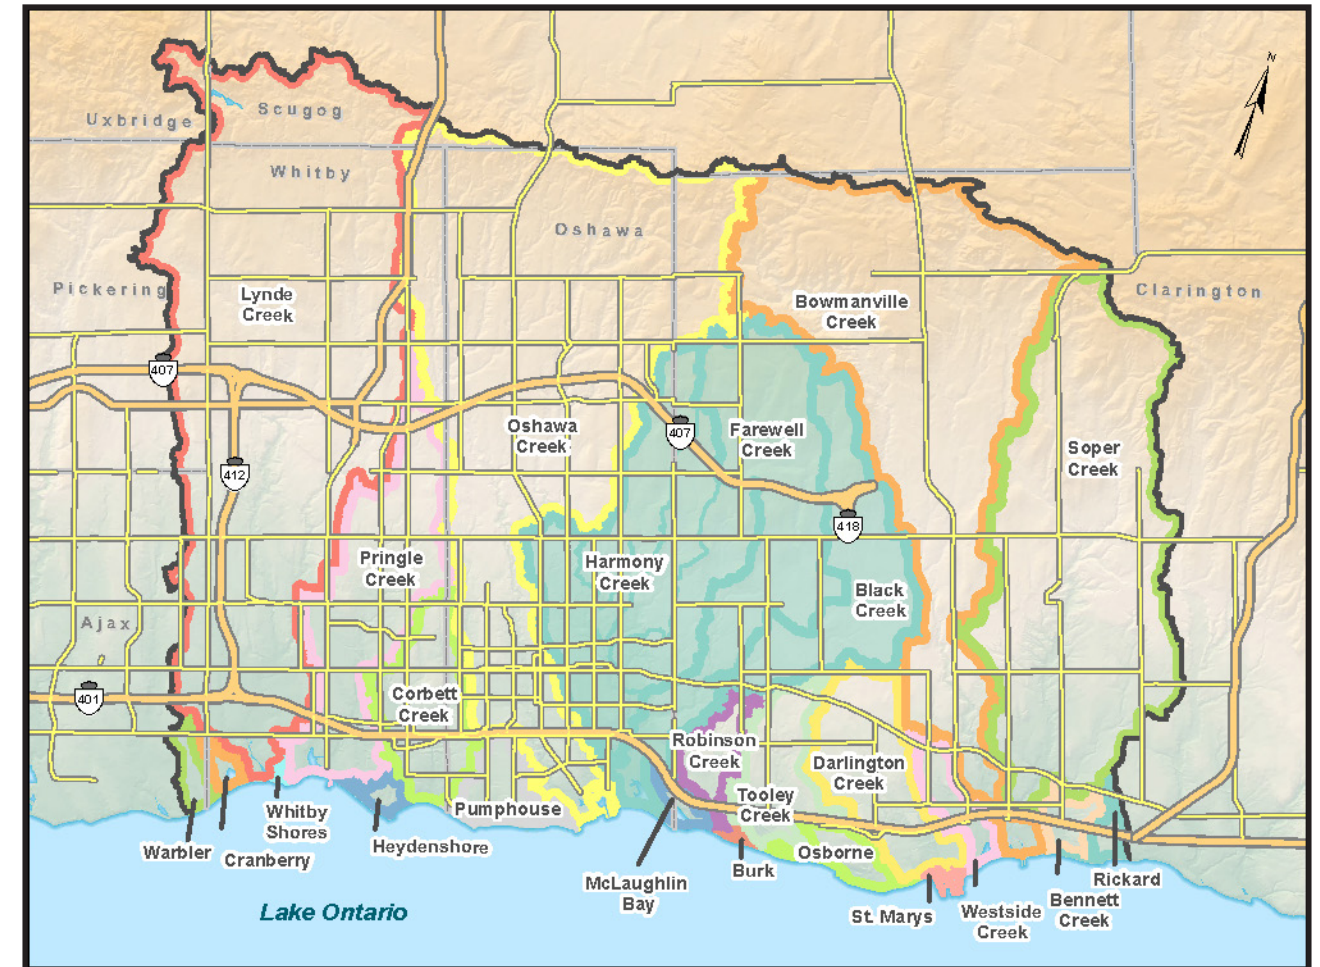 N
Scugog
Uxbridge
Whitby
Oshawa
Pickering
Clarington
Lynde
Creek
Bowmanville
Creek
407
Oshawa
Creek
407
Farewell
Creek
Soper
Creek
412
418
Pringle
Creek
Harmony
Creek
Black
Creek
Ajax
401
Corbett
Creek
Robinson
Creek
Darlington
Creek
Tooley
Creek
Pumphouse
Whitby
Shores
Warbler
Cranberry
Heydenshore
Osborne
Burk
McLaughlin
Bay
Rickard
Bennett
Creek
St. Marys
Westside
Creek
Lake Ontario